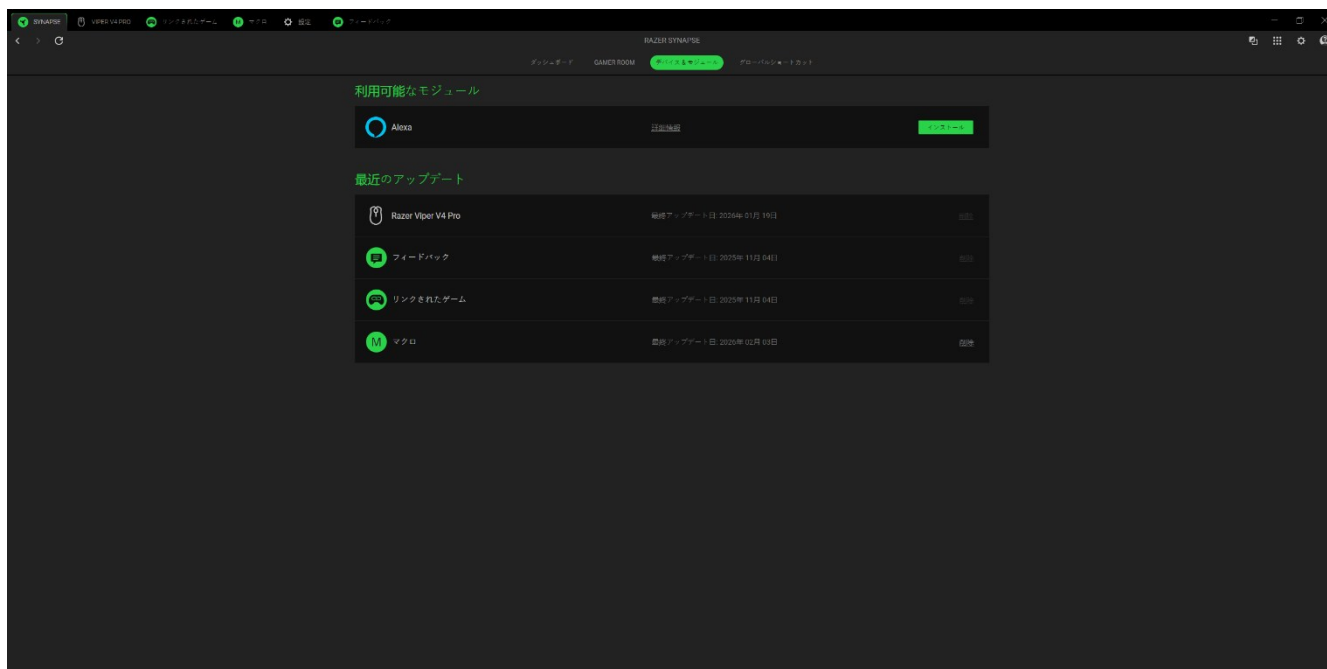 SYNAPSE VIPER V4 PRO リンクされたゲーム マクロ 設定 フィードバック
RAZER SYNAPSE
ダッシュボード GAMER ROOM デバイス & モジュール グローバルショートカット
利用可能なモジュール
Alexa 詳細情報 インストール
最近のアップデート
Razer Viper V4 Pro 最終アップデート日: 2026年 01月 19日 削除
フィードバック 最終アップデート日: 2025年 11月 04日 削除
リンクされたゲーム 最終アップデート日: 2025年 11月 04日 削除
M マクロ 最終アップデート日: 2026年 02月 03日 削除